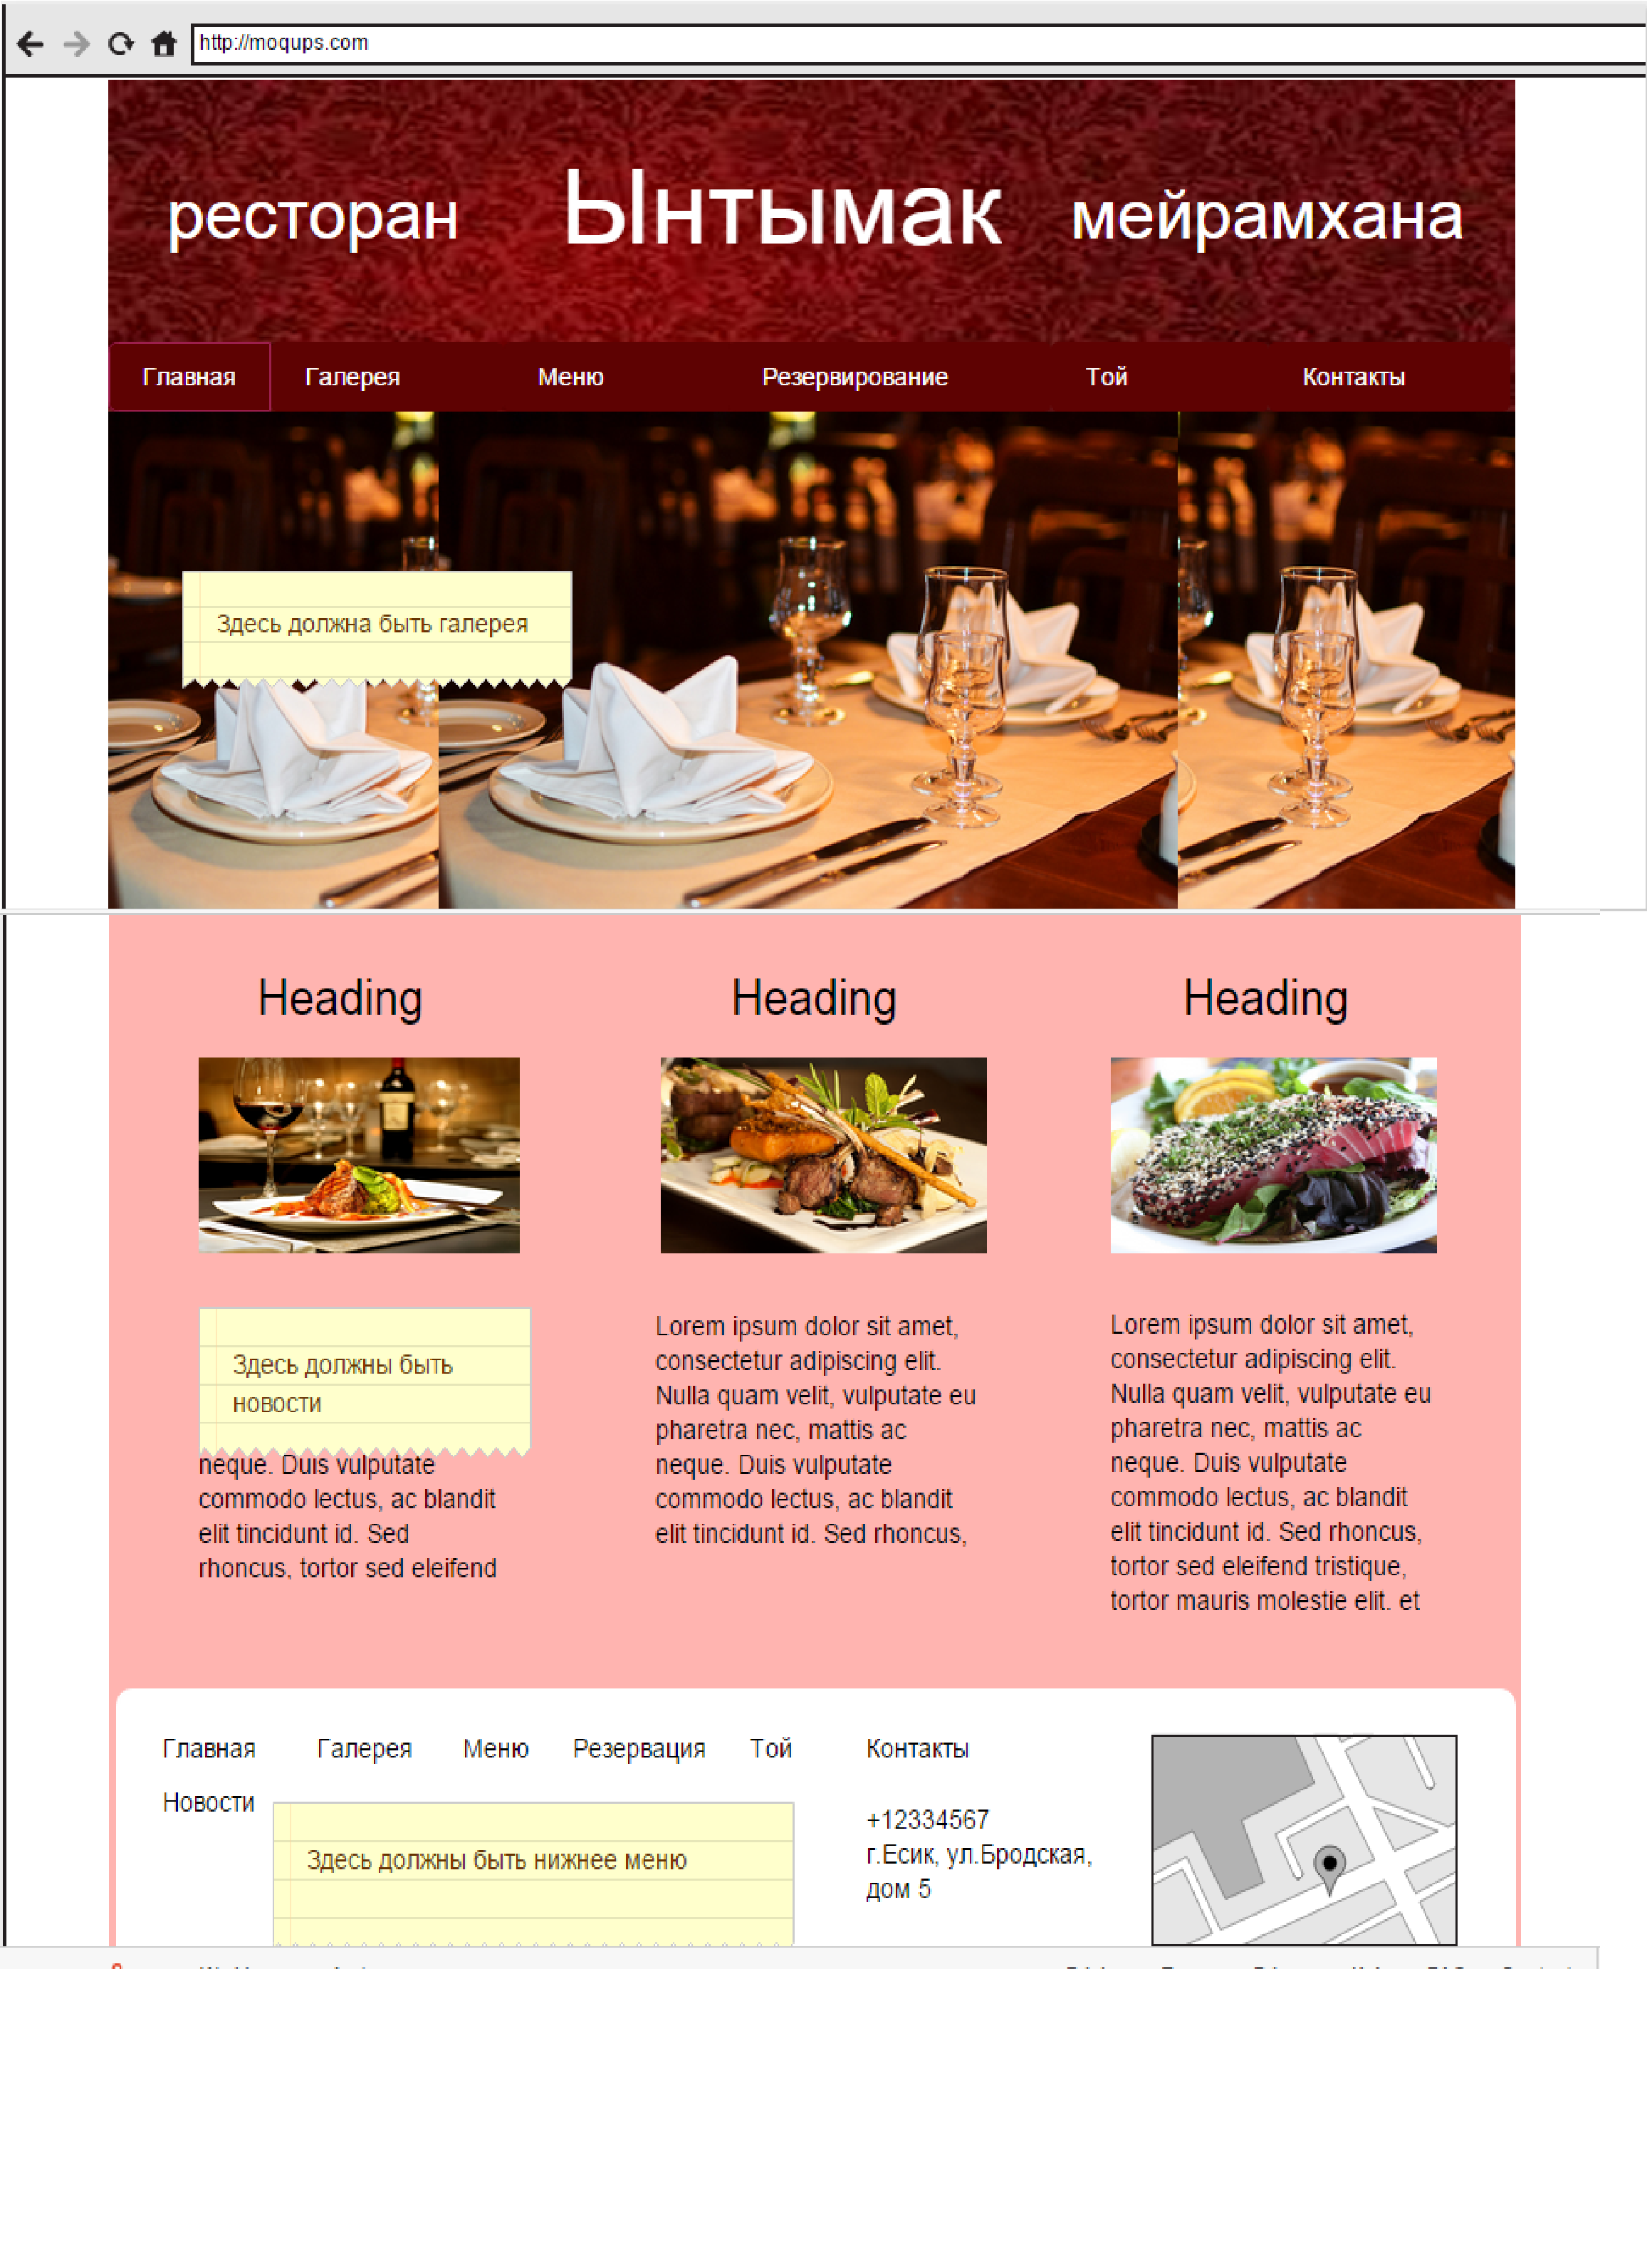 http://moqups.com
ресторан Ынтымак мейрамхана
Главная Галерея Меню Резервирование Той Контакты
Здесь должна быть галерея
Heading Heading Heading
Здесь должны быть
новости
neque. Duis vulputate
commodo lectus, ac blandit
elit tincidunt id. Sed
rhoncus, tortor sed eleifend
Lorem ipsum dolor sit amet,
consectetur adipiscing elit.
Nulla quam velit, vulputate eu
pharetra nec, mattis ac
neque. Duis vulputate
commodo lectus, ac blandit
elit tincidunt id. Sed rhoncus,
Lorem ipsum dolor sit amet,
consectetur adipiscing elit.
Nulla quam velit, vulputate eu
pharetra nec, mattis ac
neque. Duis vulputate
commodo lectus, ac blandit
elit tincidunt id. Sed rhoncus,
tortor sed eleifend tristique,
tortor mauris molestie elit. et
Главная Галерея Меню Резервация Той
Новости
Здесь должны быть нижнее меню
Контакты
+12334567
г.Есик, ул.Бродская,
дом 5